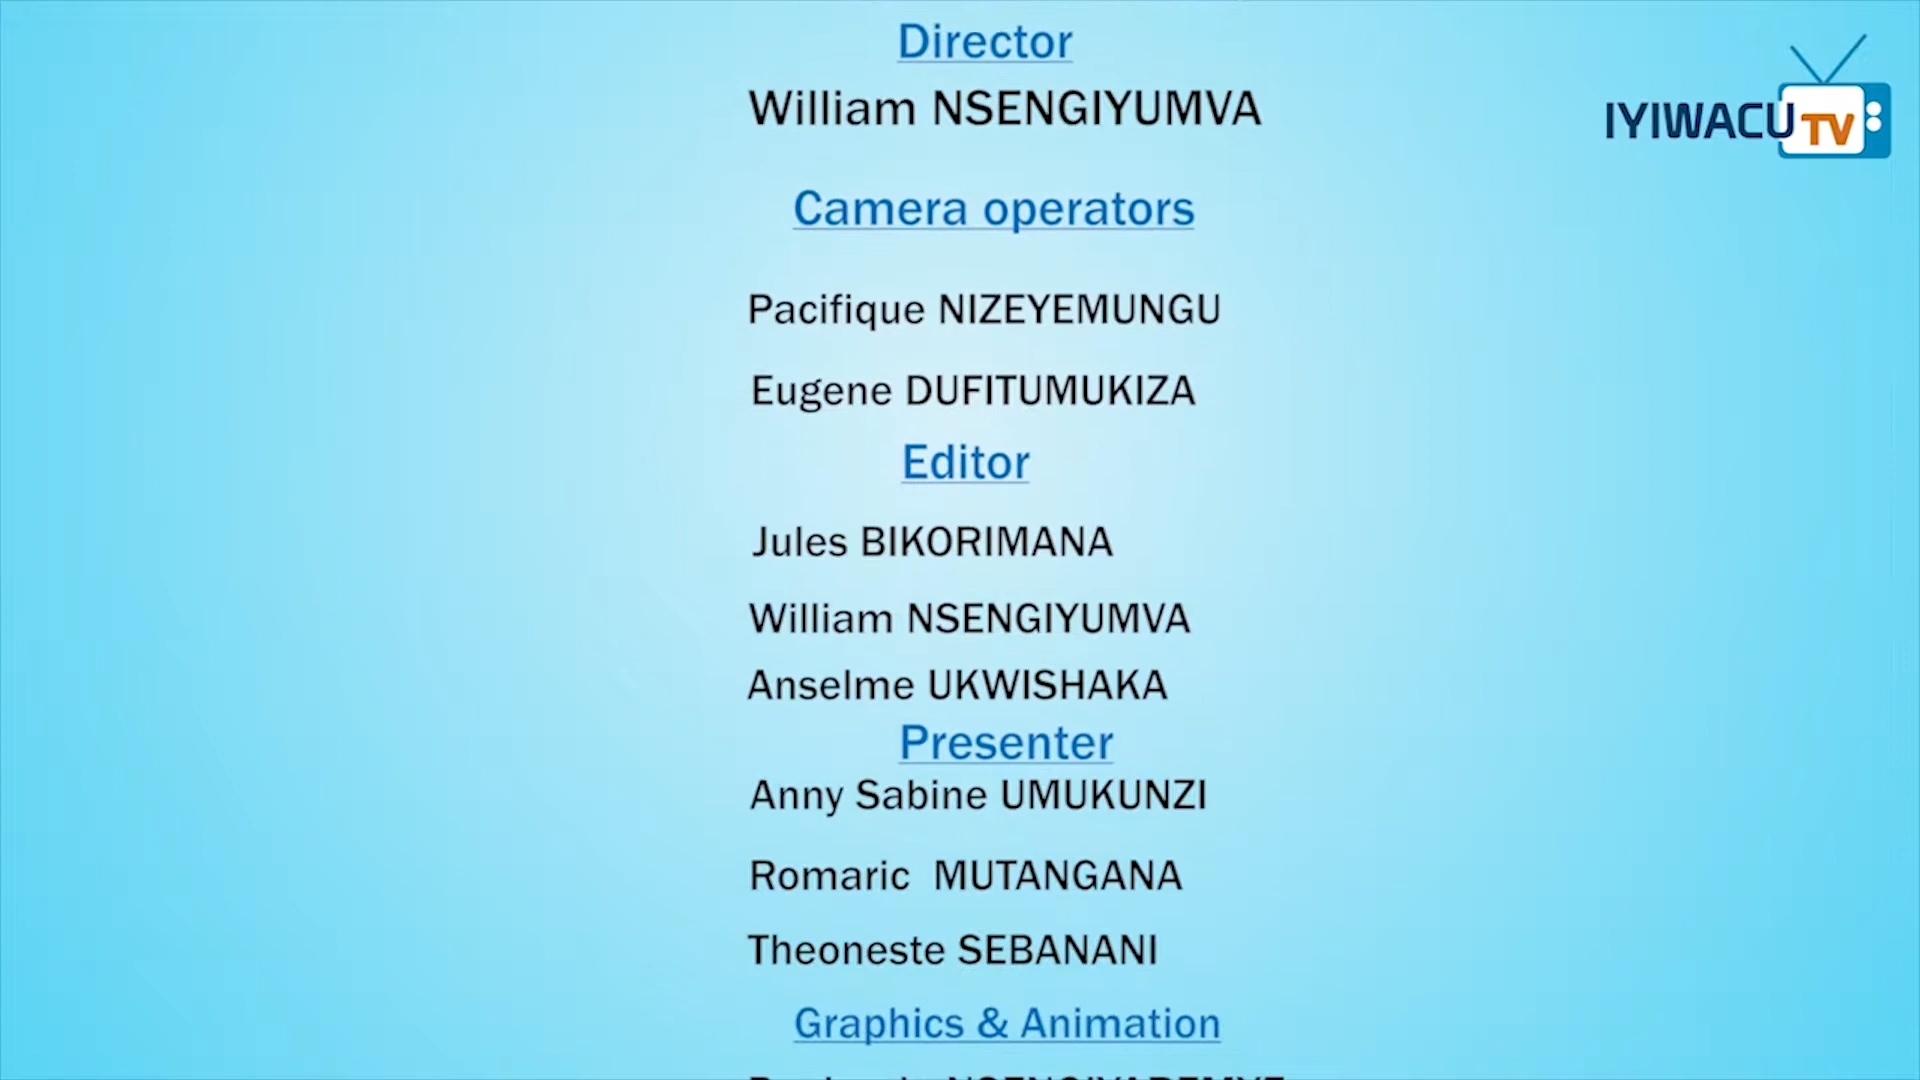 Director
William NSENGIYUMVA
IYIWACU TV
Camera operators
Pacifique NIZEYEMUNGU
Eugene DUFITUMUKIZA
Editor
Jules BIKORIMANA
William NSENGIYUMVA
Anselme UKWISHAKA
Presenter
Anny Sabine UMUKUNZI
Romaric  MUTANGANA
Theoneste SEBANANI
Graphics & Animation